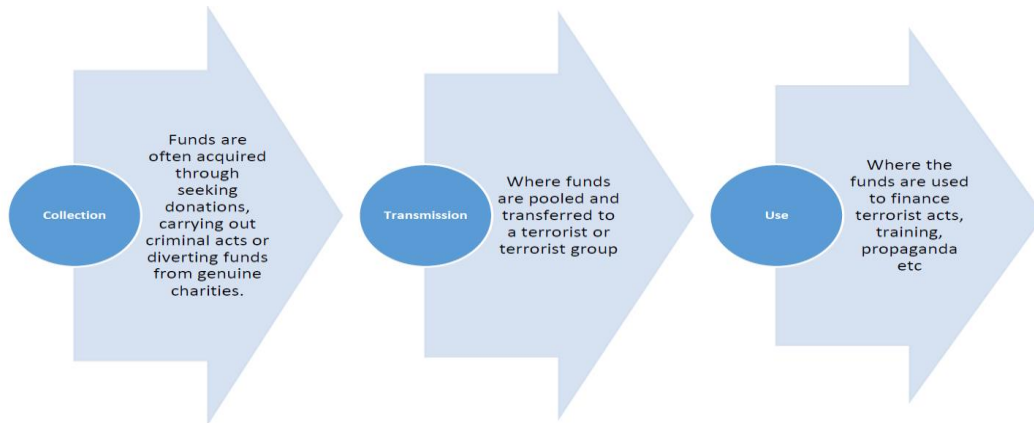 Collection
Funds are
often acquired
through
seeking
donations,
carrying out
criminal acts or
diverting funds
from genuine
charities.
Transmission
Where funds
are pooled and
transferred to
a terrorist or
terrorist group
Use
Where the
funds are used
to finance
terrorist acts,
training,
propaganda
etc